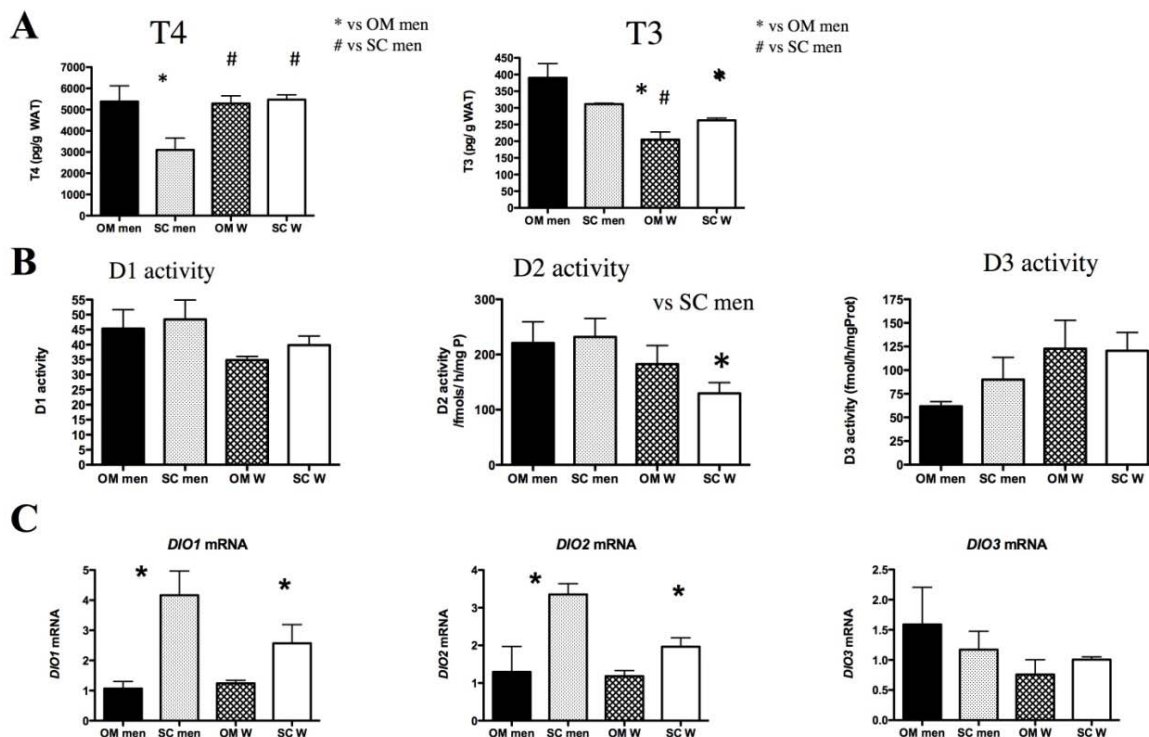 A
T4
* vs OM men
# vs SC men
T4 (pg/g WAT)
7000
6000
5000
4000
3000
2000
1000
0
*
#
#
OM men
SC men
OM W
SC W
T3
* vs OM men
# vs SC men
T3 (pg/ g WAT)
450
400
350
300
250
200
150
100
50
0
* #
*
OM men
SC men
OM W
SC W
B
D1 activity
D1 activity
55
50
45
40
35
30
25
20
15
10
5
0
OM men
SC men
OM W
SC W
D2 activity
vs SC men
D2 activity
/fmols/ h/mg P)
300
200
100
0
*
OM men
SC men
OM W
SC W
D3 activity
D3 activity (fmol/h/mgProt)
175
150
125
100
75
50
25
0
OM men
SC men
OM W
SC W
C
DIO1 mRNA
DIO1 mRNA
5
4
3
2
1
0
*
*
OM men
SC men
OM W
SC W
DIO2 mRNA
DIO2 mRNA
4
3
2
1
0
*
*
OM men
SC men
OM W
SC W
DIO3 mRNA
DIO3 mRNA
2.5
2.0
1.5
1.0
0.5
0.0
OM men
SC men
OM W
SC W